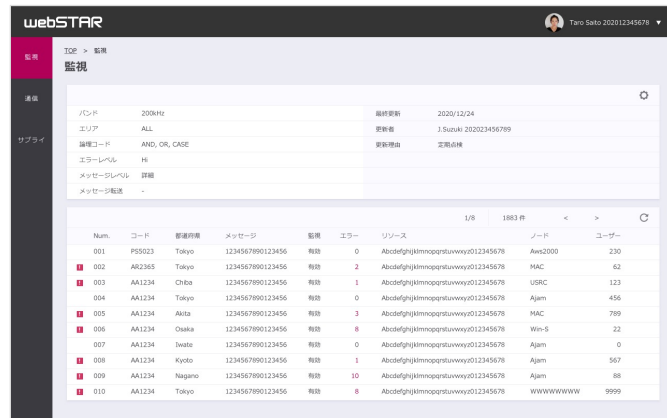 webSTAR
Taro Saito 202012345678 ▼
監視
通信
サプライ
TOP > 監視
監視
バンド 200kHz 最終更新 2020/12/24
エリア ALL 更新者 J.Suzuki 202023456789
論理コード AND, OR, CASE 更新理由 定期点検
エラーレベル Hi
メッセージレベル 詳細
メッセージ転送 -
1/8 1883 件 < >
Num. コード 都道府県 メッセージ 監視 エラー リソース ノード ユーザー
001 PS5023 Tokyo 1234567890123456 有効 0 Abcdefghijklmnopqrstuvwxyz012345678 Aws2000 230
! 002 AR2365 Tokyo 1234567890123456 有効 2 Abcdefghijklmnopqrstuvwxyz012345678 MAC 62
! 003 AA1234 Chiba 1234567890123456 有効 1 Abcdefghijklmnopqrstuvwxyz012345678 USRC 123
004 AA1234 Tokyo 1234567890123456 有効 0 Abcdefghijklmnopqrstuvwxyz012345678 Ajam 456
! 005 AA1234 Akita 1234567890123456 有効 3 Abcdefghijklmnopqrstuvwxyz012345678 MAC 789
! 006 AA1234 Osaka 1234567890123456 有効 8 Abcdefghijklmnopqrstuvwxyz012345678 Win-S 22
007 AA1234 Iwate 1234567890123456 有効 0 Abcdefghijklmnopqrstuvwxyz012345678 Ajam 0
! 008 AA1234 Kyoto 1234567890123456 有効 1 Abcdefghijklmnopqrstuvwxyz012345678 Ajam 567
! 009 AA1234 Nagano 1234567890123456 有効 10 Abcdefghijklmnopqrstuvwxyz012345678 Ajam 88
! 010 AA1234 Tokyo 1234567890123456 有効 8 Abcdefghijklmnopqrstuvwxyz012345678 WWWWWWWW 9999